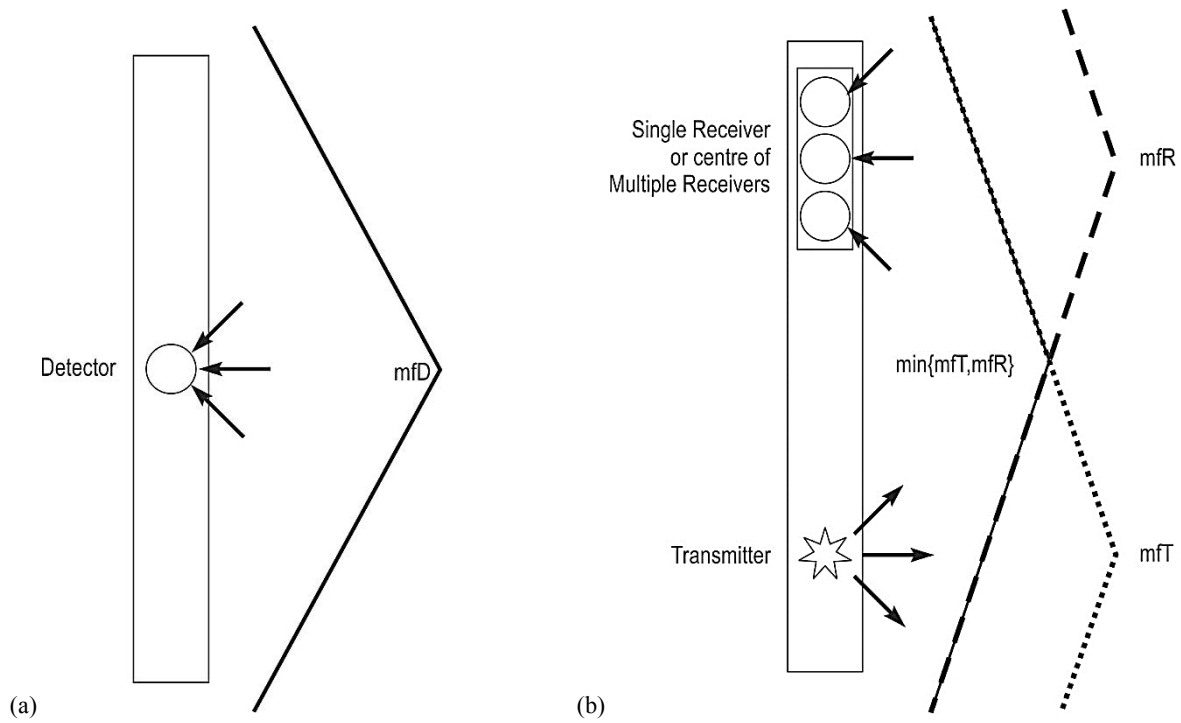 Detector
mfD
(a)
Single Receiver
or centre of
Multiple Receivers
mfR
min{mfT,mfR}
Transmitter
mfT
(b)